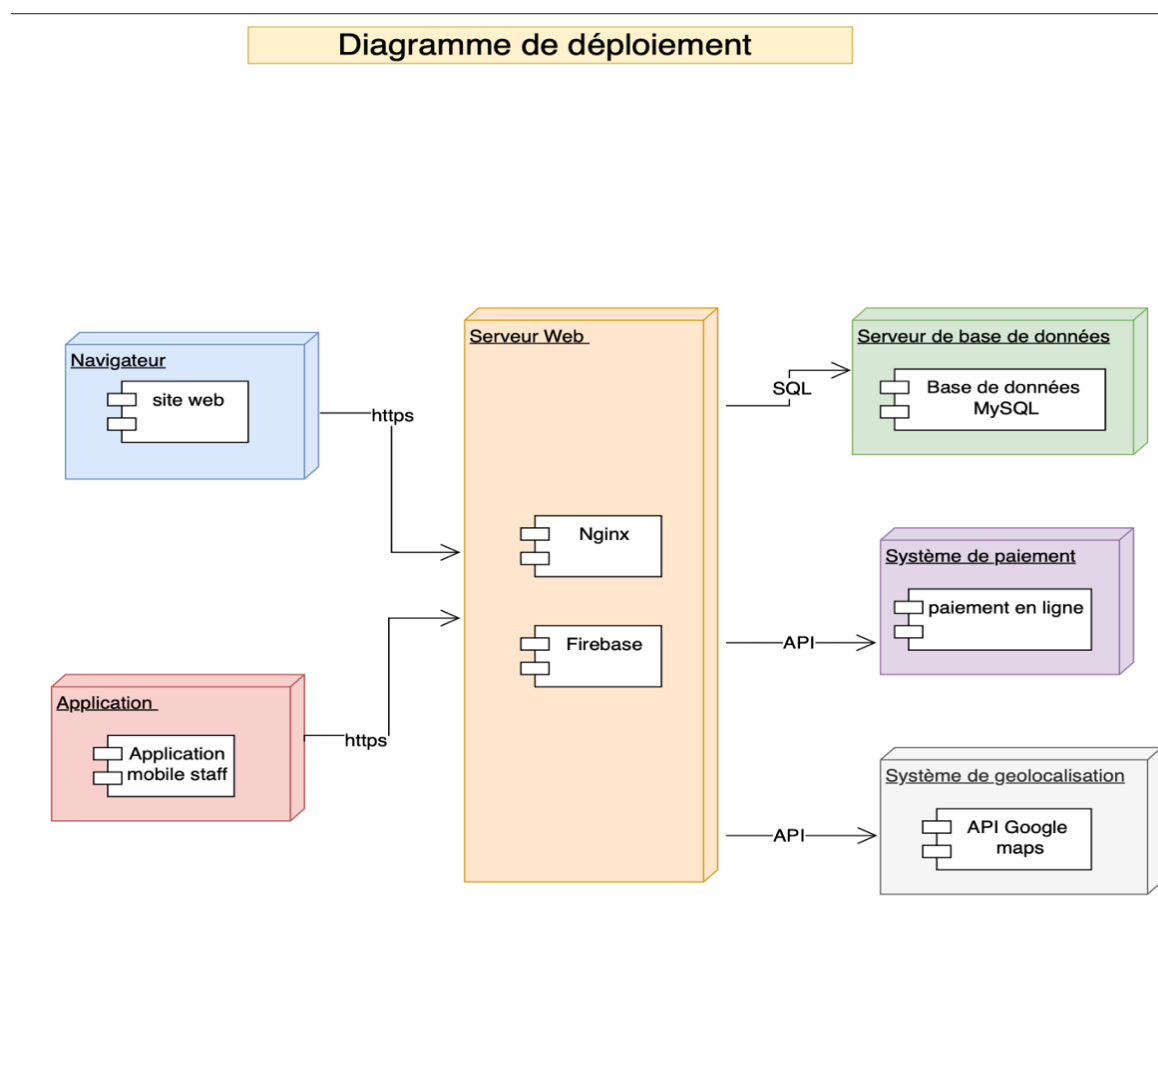 Diagramme de déploiement
Navigateur
site web
https
Application
Application
mobile staff
https
Serveur Web
Nginx
Firebase
SQL
Serveur de base de données
Base de données
MySQL
API
Système de paiement
paiement en ligne
API
Système de geolocalisation
API Google
maps